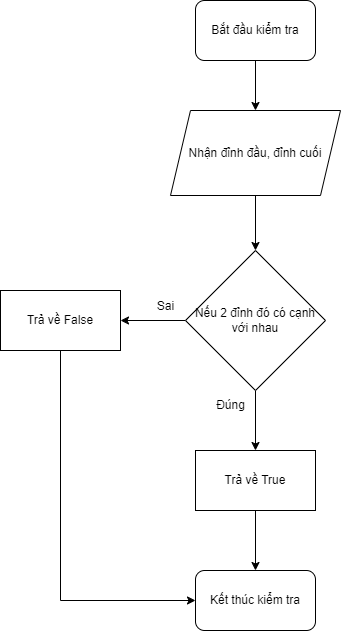 Bắt đầu kiểm tra
Nhận đỉnh đầu, đỉnh cuối
Nếu 2 đỉnh đó có cạnh
với nhau
Sai
Trả về False
Đúng
Trả về True
Kết thúc kiểm tra